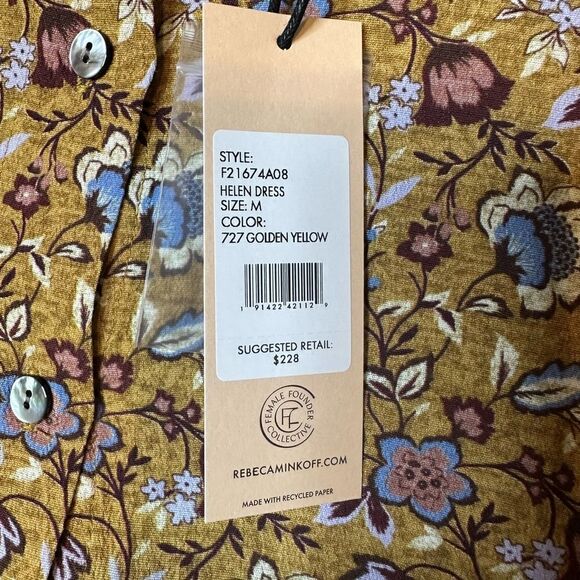 STYLE:
F21674A08
HELEN DRESS
SIZE: M
COLOR:
727 GOLDEN YELLOW
1 91422 42112 9
SUGGESTED RETAIL:
$228
FEMALE FOUNDER
FE
COLLECTIVE
REBECAMINKOFF.COM
MADE WITH RECYCLED PAPER